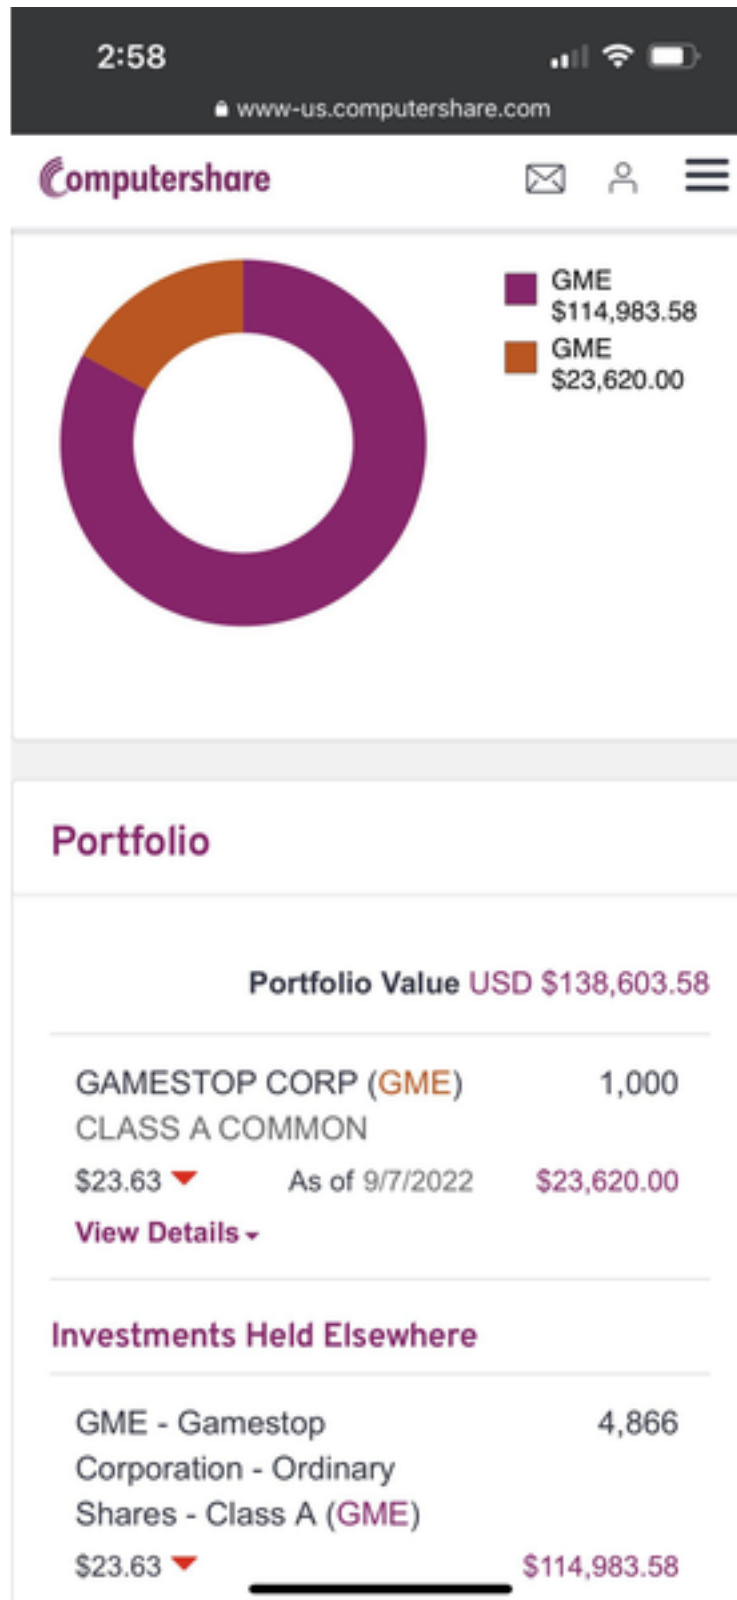 2:58
www-us.computershare.com
Computershare
GME
$114,983.58
GME
$23,620.00
Portfolio
Portfolio Value USD $138,603.58
GAMESTOP CORP (GME) 1,000
CLASS A COMMON
$23.63 As of 9/7/2022 $23,620.00
View Details
Investments Held Elsewhere
GME - Gamestop 4,866
Corporation - Ordinary
Shares - Class A (GME)
$23.63 $114,983.58